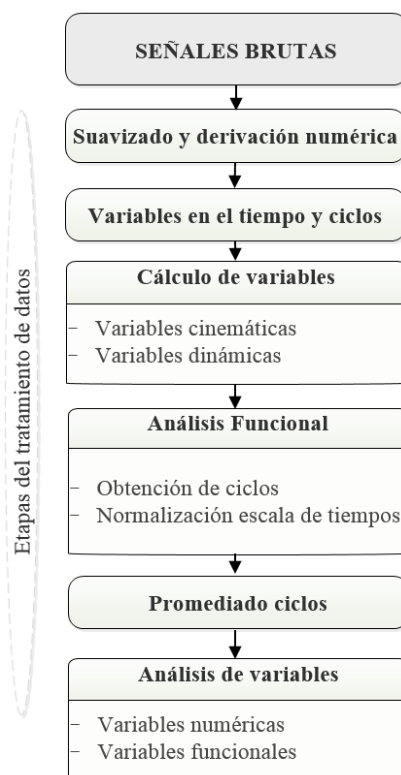 SEÑALES BRUTAS
Suavizado y derivación numérica
Variables en el tiempo y ciclos
Cálculo de variables
– Variables cinemáticas
– Variables dinámicas
Análisis Funcional
– Obtención de ciclos
– Normalización escala de tiempos
Promediado ciclos
Análisis de variables
– Variables numéricas
– Variables funcionales
Etapas del tratamiento de datos